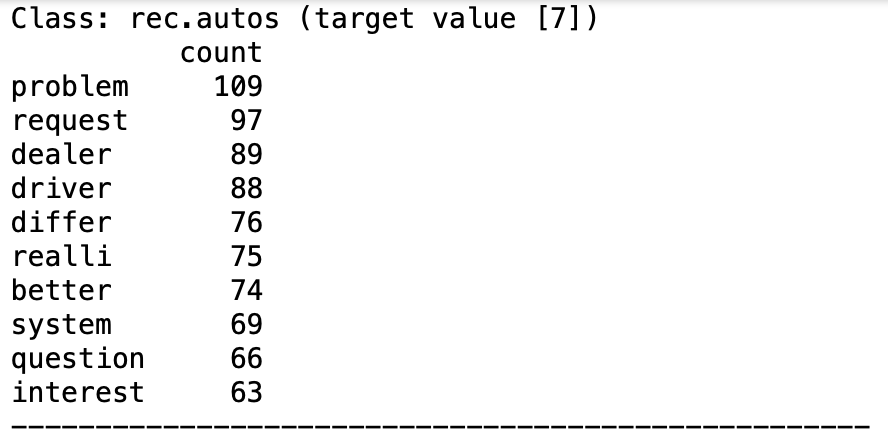 Class: rec.autos (target value [7])
count
problem 109
request 97
dealer 89
driver 88
differ 76
realli 75
better 74
system 69
question 66
interest 63
---------------------------------------------------